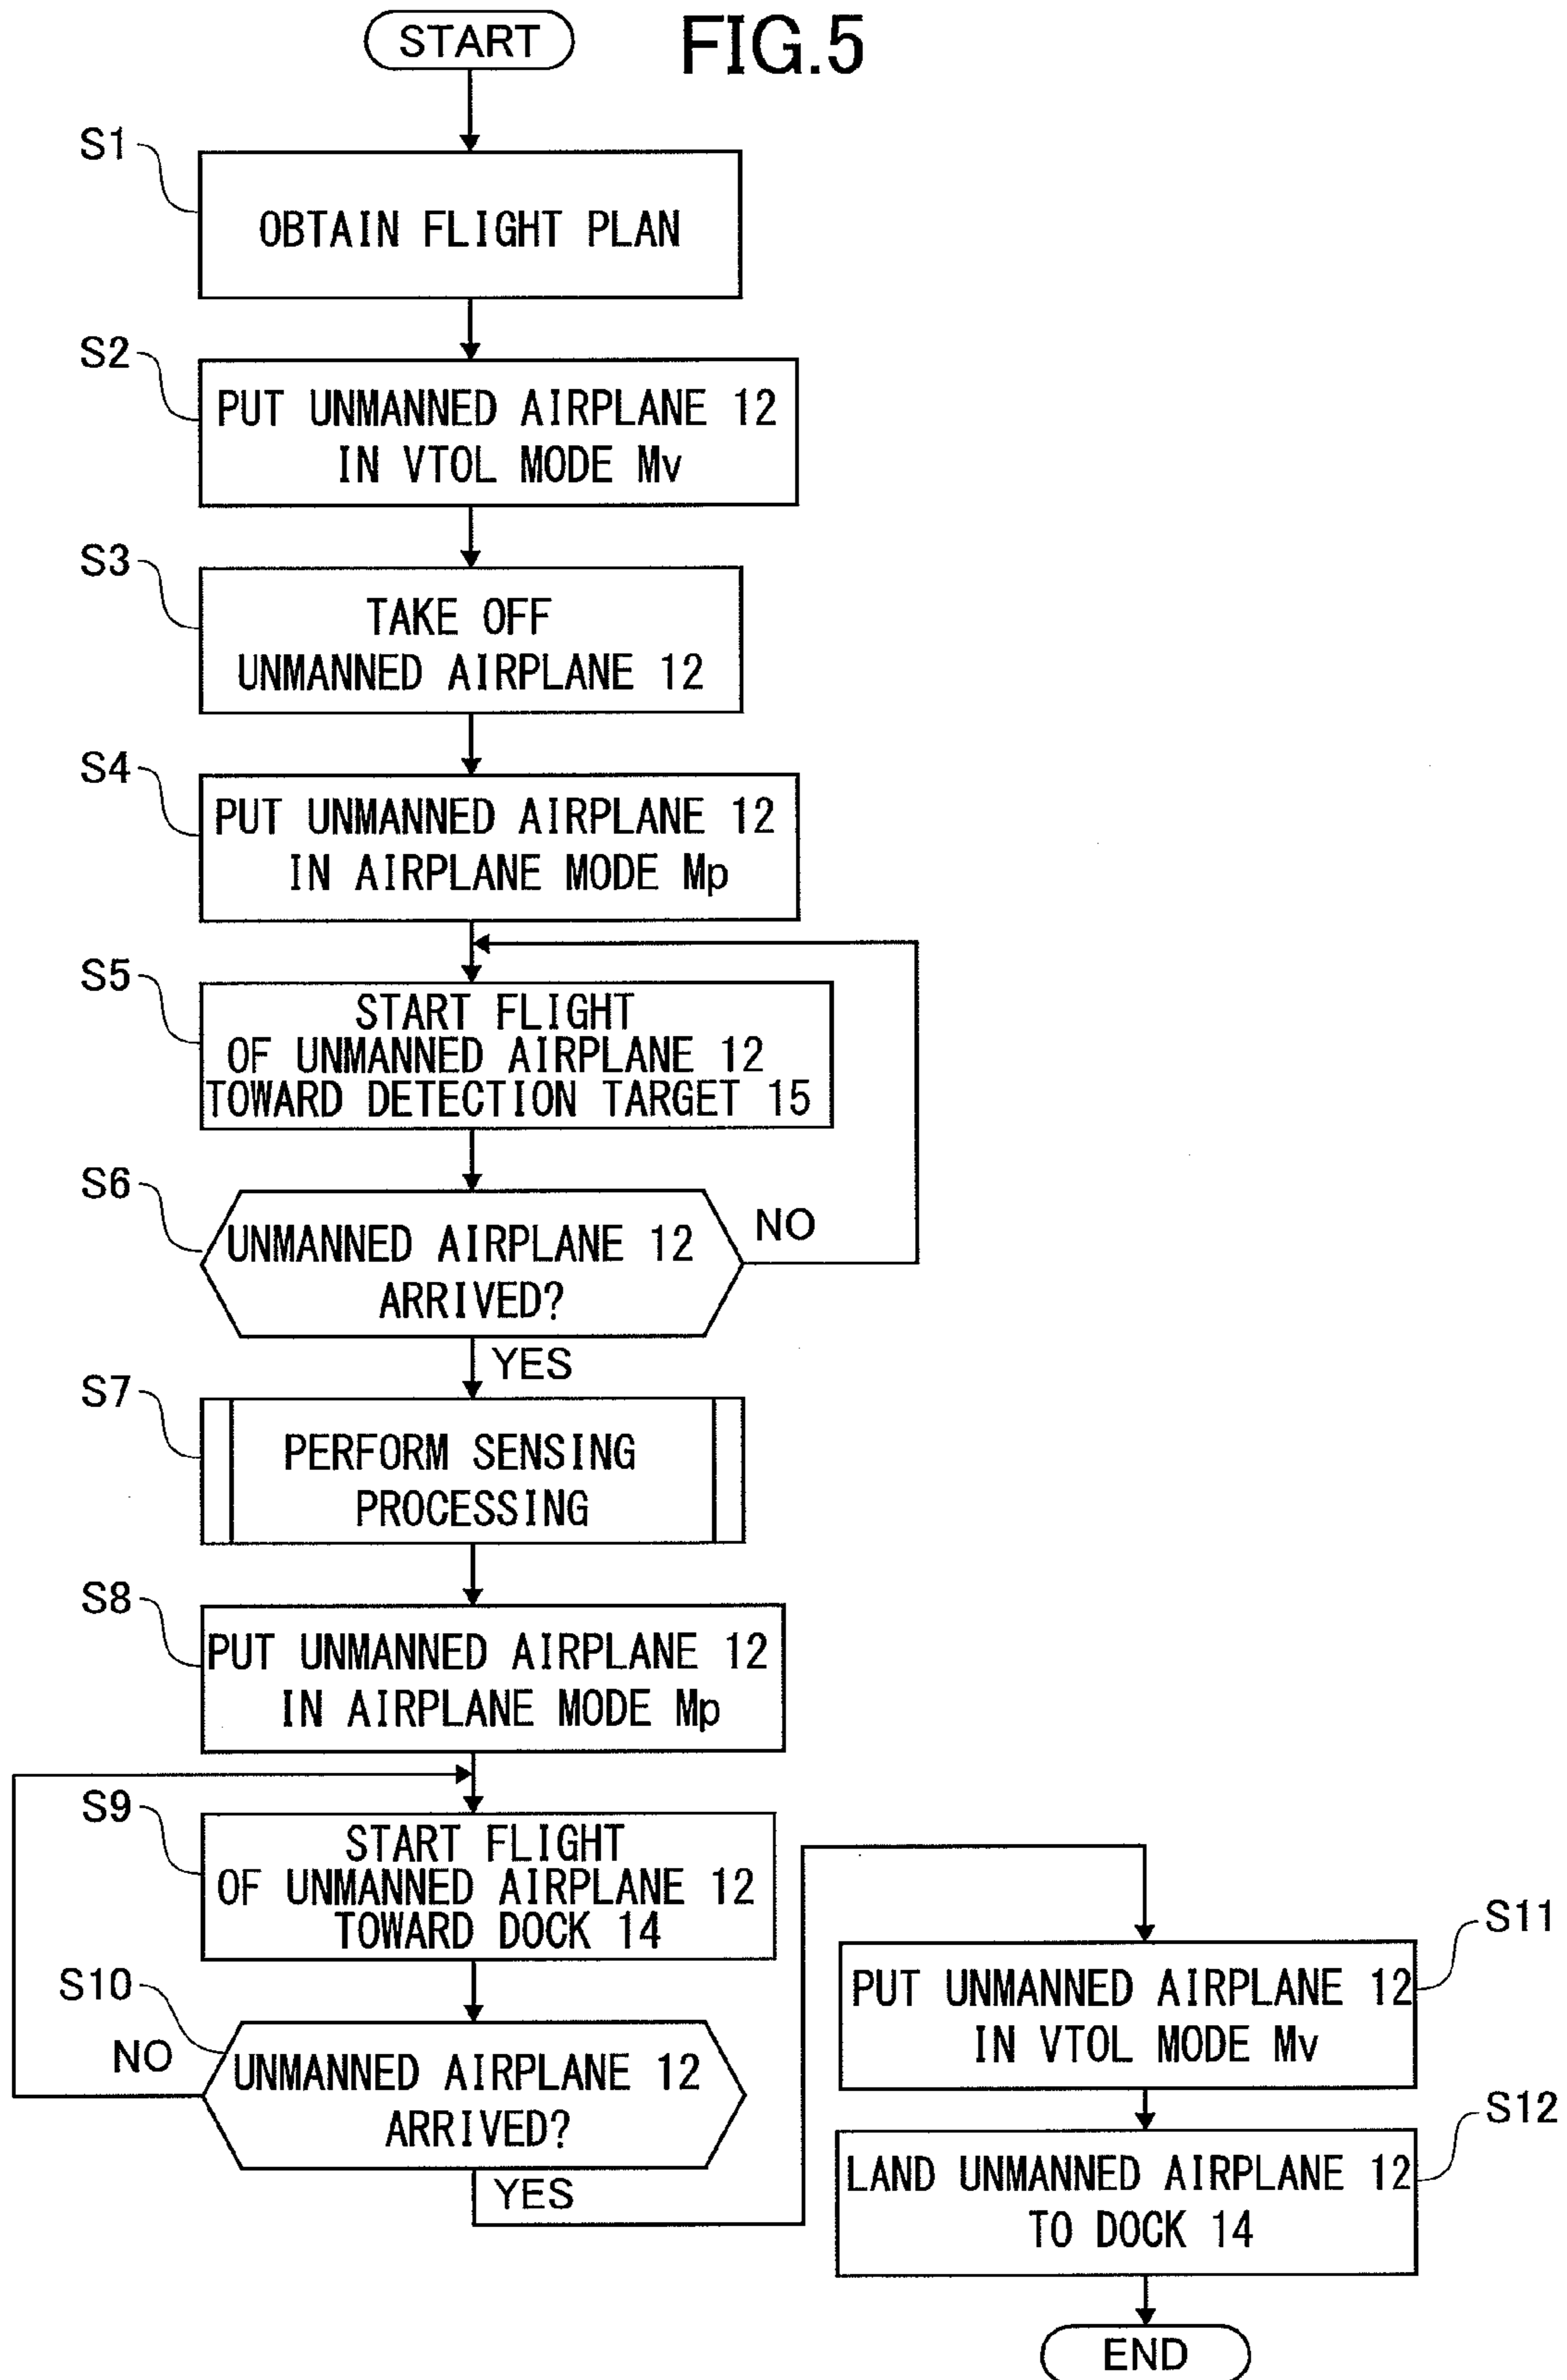 START
FIG.5
S1
OBTAIN FLIGHT PLAN
S2
PUT UNMANNED AIRPLANE 12
IN VTOL MODE Mv
S3
TAKE OFF
UNMANNED AIRPLANE 12
S4
PUT UNMANNED AIRPLANE 12
IN AIRPLANE MODE Mp
S5
START FLIGHT
OF UNMANNED AIRPLANE 12
TOWARD DETECTION TARGET 15
S6
UNMANNED AIRPLANE 12
ARRIVED?
NO
YES
S7
PERFORM SENSING
PROCESSING
S8
PUT UNMANNED AIRPLANE 12
IN AIRPLANE MODE Mp
S9
START FLIGHT
OF UNMANNED AIRPLANE 12
TOWARD DOCK 14
S10
NO
UNMANNED AIRPLANE 12
ARRIVED?
YES
S11
PUT UNMANNED AIRPLANE 12
IN VTOL MODE Mv
S12
LAND UNMANNED AIRPLANE 12
TO DOCK 14
END